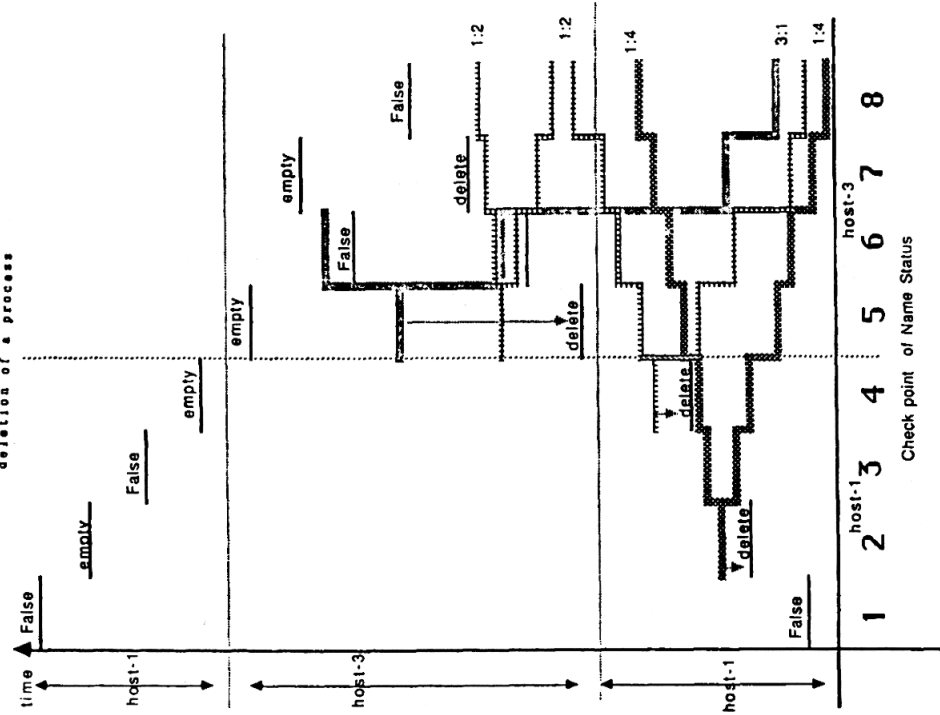 deletion of a process
time
False
1:2
1:2
1:4
3:1
1:4
empty
False
empty
False
empty
delete
host-1
empty
False
empty
host-3
delete
delete
delete
False
host-1
host-1
host-3
1 2 3 4 5 6 7 8
Check point of Name Status